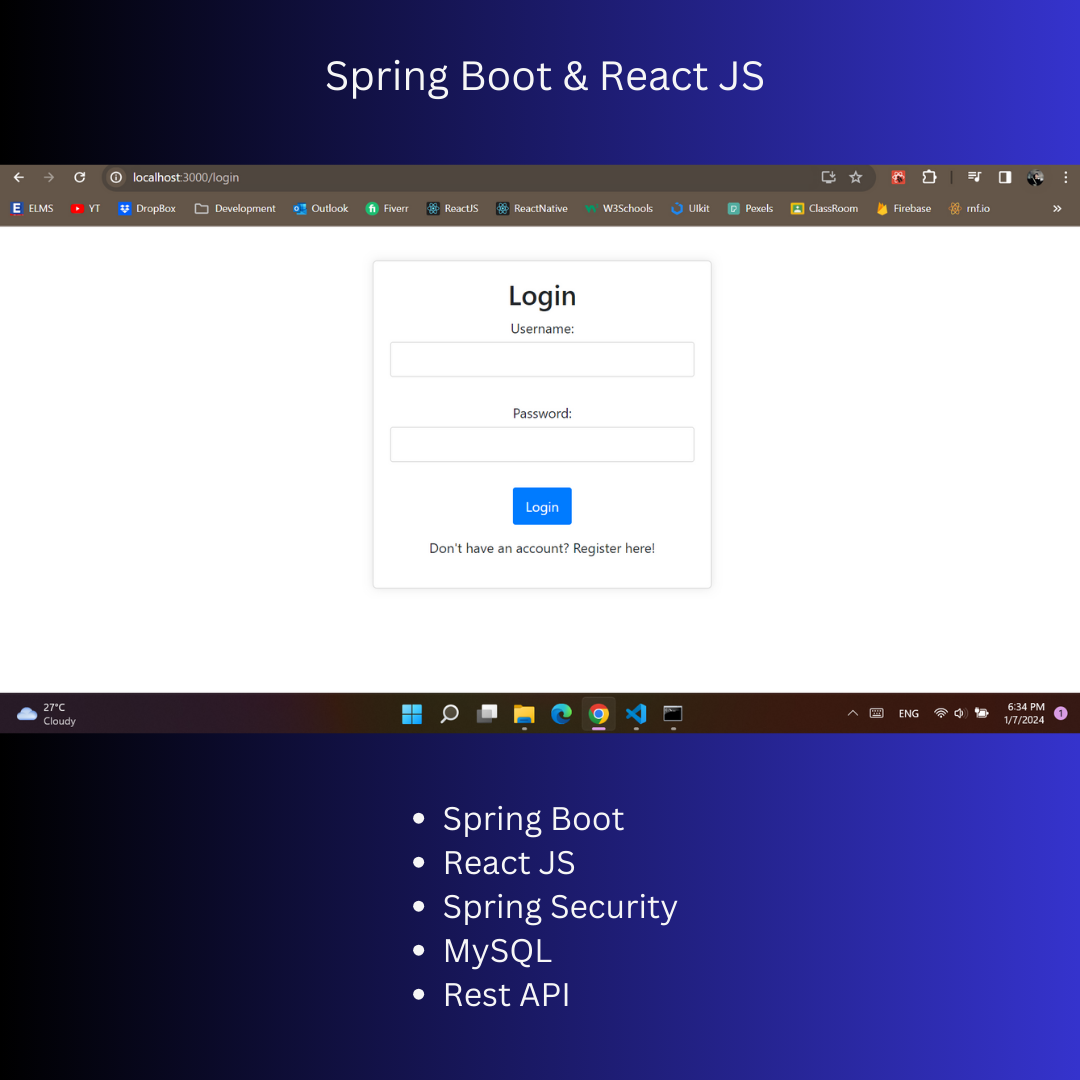 Spring Boot & React JS
localhost:3000/login
ELMS YT DropBox Development Outlook Fiverr ReactJS ReactNative W3Schools UIkit Pexels ClassRoom Firebase rnf.io »
Login
Username:
Password:
Login
Don't have an account? Register here!
27°C
Cloudy
ENG
6:34 PM
1/7/2024
1
• Spring Boot
• React JS
• Spring Security
• MySQL
• Rest API